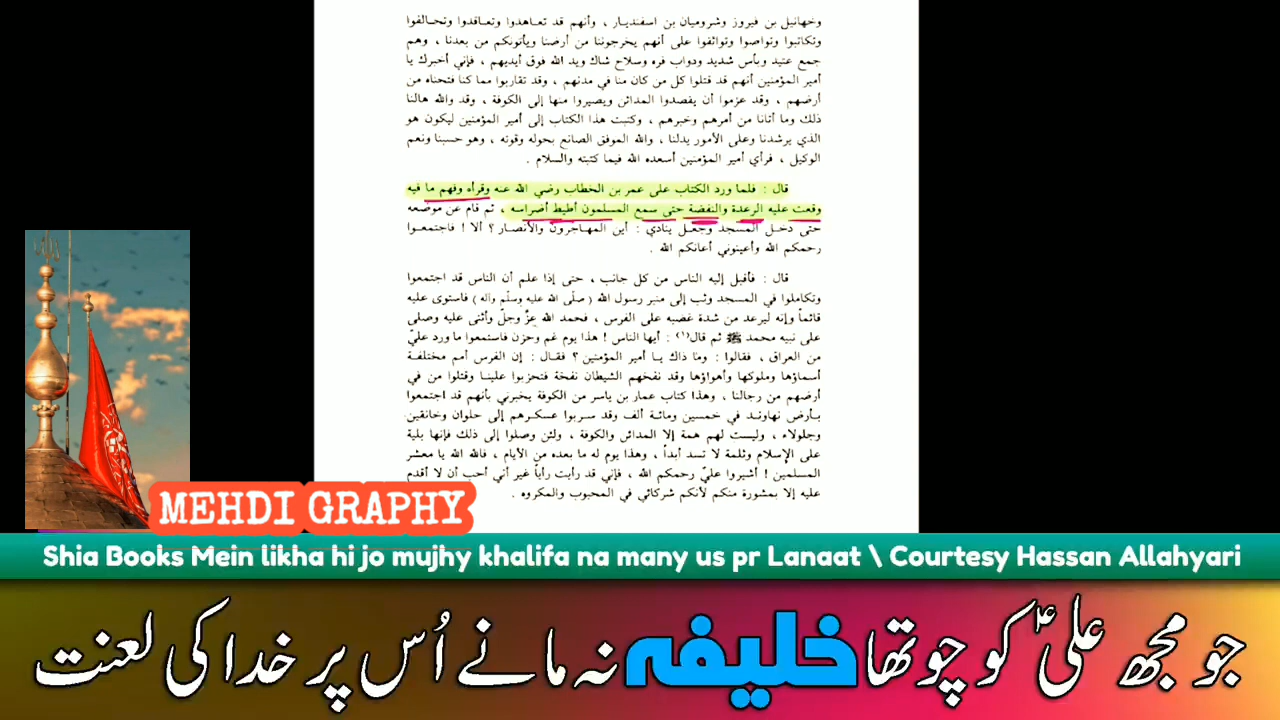 وخهانيل بن فيروز وشروميان بن اسفنديار ، وأنهم قد تعاهدوا وتعاقدوا وتحالفوا
وتكاتبوا وتواصوا وتواثقوا على أنهم يخرجوننا من أرضنا ويأتونكم من بعدنا ، وهم
جمع عتيد وبأس شديد ودواب فره وسلاح شاك ويد الله فوق أيديهم ، فإني أخبرك يا
أمير المؤمنين أنهم قد قتلوا كل من كان منا في مدنهم ، وقد تقاربوا مما كنا فتحناه من
أرضهم ، وقد عزموا أن يقصدوا المدائن ويصيروا منها إلى الكوفة ، وقد والله هالنا
ذلك وما أتانا من أمرهم وخبرهم ، وكتبت هذا الكتاب إلى أمير المؤمنين ليكون هو
الذي يرشدنا وعلى الأمور يدلنا ، والله الموفق الصانع بحوله وقوته ، وهو حسبنا ونعم
الوكيل ، فرأي أمير المؤمنين أسعده الله فيما كتبته والسلام .
قال : فلما ورد الكتاب على عمر بن الخطاب رضي الله عنه وقرأه وفهم ما فيه
وقعت عليه الرعدة والنفضة حتى سمع المسلمون أطيط أضراسه ، ثم قام عن موضعه
حتى دخل المسجد وجعل ينادي : أين المهاجرون والأنصار ؟ ألا ! فاجتمعوا
رحمكم الله وأعينوني أعانكم الله .
قال : فأقبل إليه الناس من كل جانب ، حتى إذا علم أن الناس قد اجتمعوا
وتكاملوا في المسجد وثب إلى منبر رسول الله ( صلّى الله عليه وسلّم وآله ) فاستوى عليه
قائماً وإنه ليرعد من شدة غضبه على الفرس ، فحمد الله عزّ وجلّ وأثنى عليه وصلى
على نبيه محمد ﷺ ثم قال(١) : أيها الناس ! هذا يوم غم وحزن فاستمعوا ما ورد عليّ
من العراق ، فقالوا : وما ذاك يا أمير المؤمنين ؟ فقال : إن الفرس أمم مختلفة
أسماؤها وملوكها وأهواؤها وقد نفخهم الشيطان نفخة فتحزبوا علينا وقتلوا من في
أرضهم من رجالنا ، وهذا كتاب عمار بن ياسر من الكوفة يخبرني بأنهم قد اجتمعوا
بأرض نهاوند في خمسين ومائة ألف وقد سربوا عسكرهم إلى حلوان وخانقين
وجلولاء ، وليست لهم همة إلا المدائن والكوفة ، ولئن وصلوا إلى ذلك فإنها بلية
على الإسلام وثلمة لا تسد أبداً ، وهذا يوم له ما بعده من الأيام ، فالله الله يا معشر
المسلمين ! أشيروا عليّ رحمكم الله ، فإني قد رأيت رأياً غير أني أحب أن لا أقدم
عليه إلا بمشورة منكم لأنكم شركائي في المحبوب والمكروه .
MEHDI GRAPHY
Shia Books Mein likha hi jo mujhy khalifa na many us pr Lanaat \ Courtesy Hassan Allahyari
جو مجھ علیؑ کو چوتھا خلیفہ نہ مانے اُس پر خدا کی لعنت